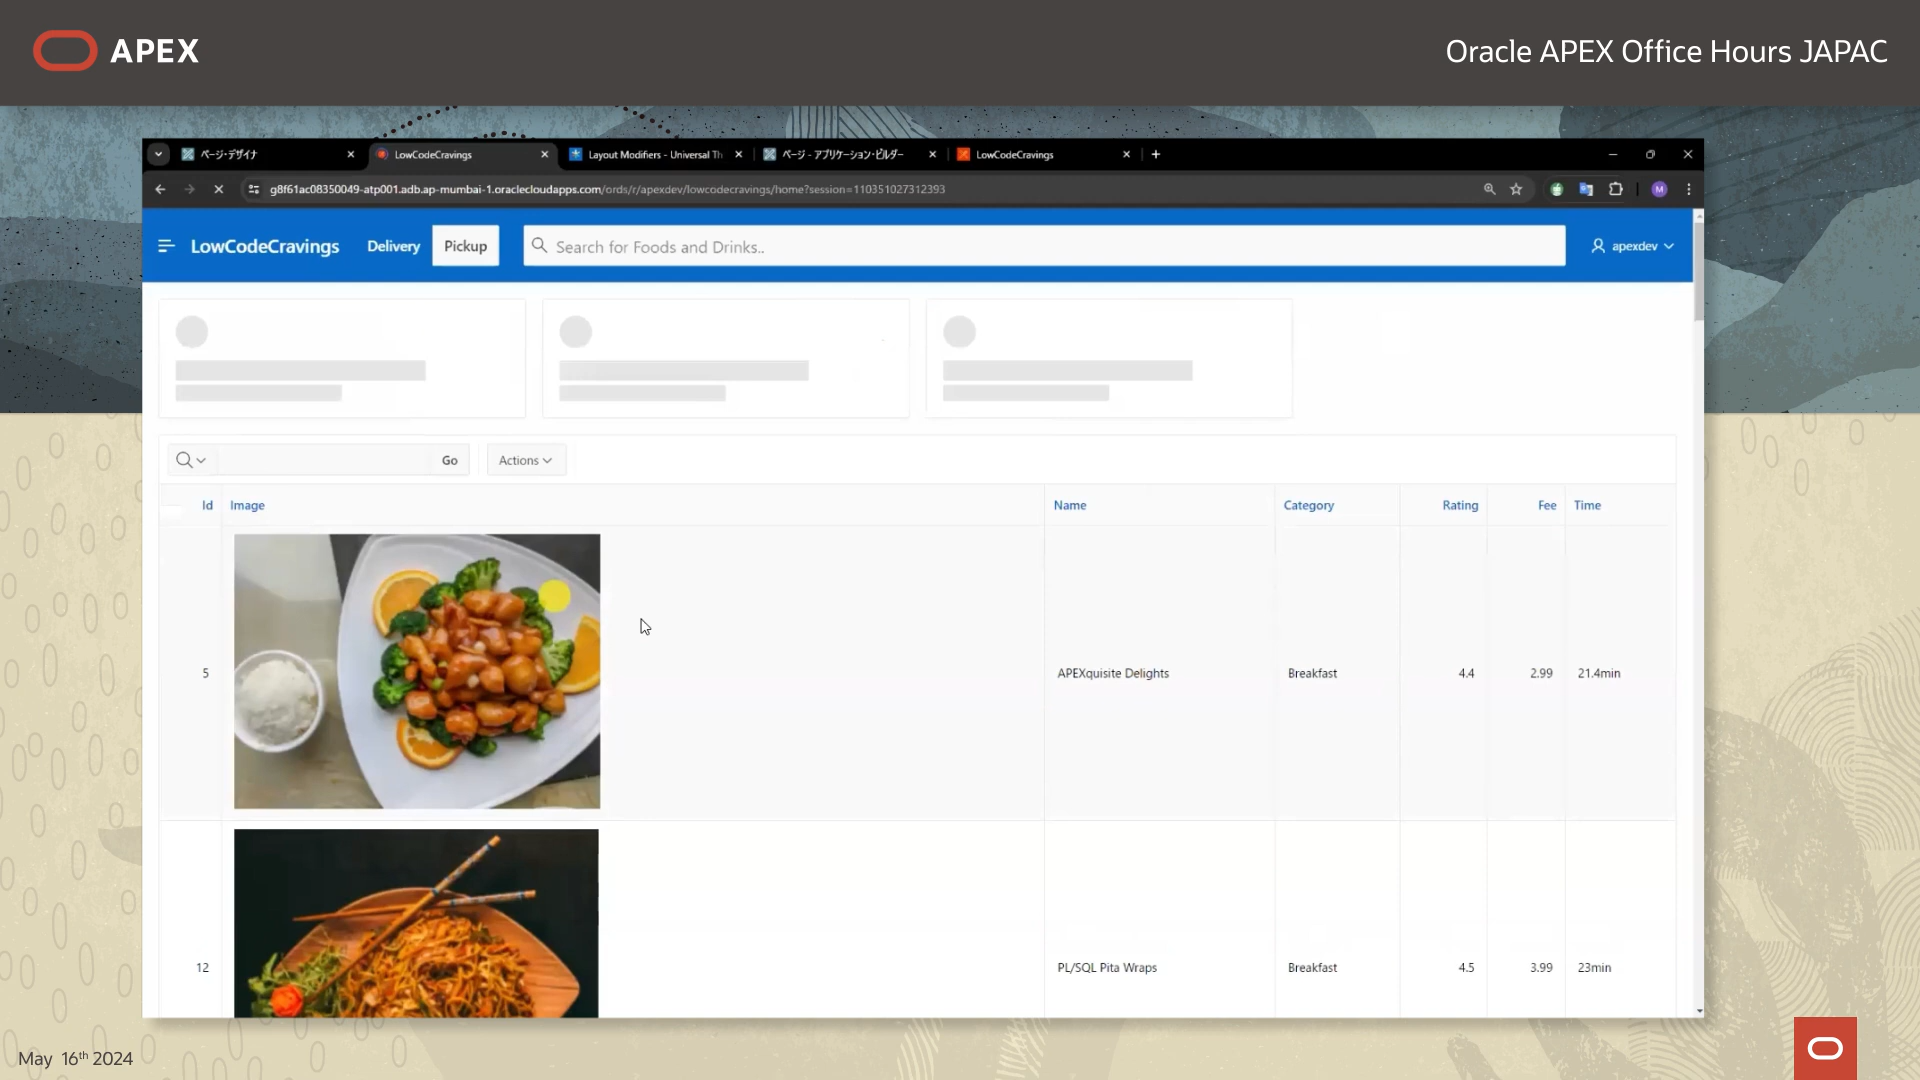 APEX
Oracle APEX Office Hours JAPAC
ページ・デザイナ
LowCodeCravings
Layout Modifiers - Universal Th
ページ - アプリケーション・ビルダー
LowCodeCravings
g8f61ac08350049-atp001.adb.ap-mumbai-1.oraclecloudapps.com/ords/r/apexdev/lowcodecravings/home?session=110351027312393
M
LowCodeCravings
Delivery
Pickup
Search for Foods and Drinks..
apexdev
Go
Actions
Id Image Name Category Rating Fee Time
5 APEXquisite Delights Breakfast 4.4 2.99 21.4min
12 PL/SQL Pita Wraps Breakfast 4.5 3.99 23min
May 16th 2024